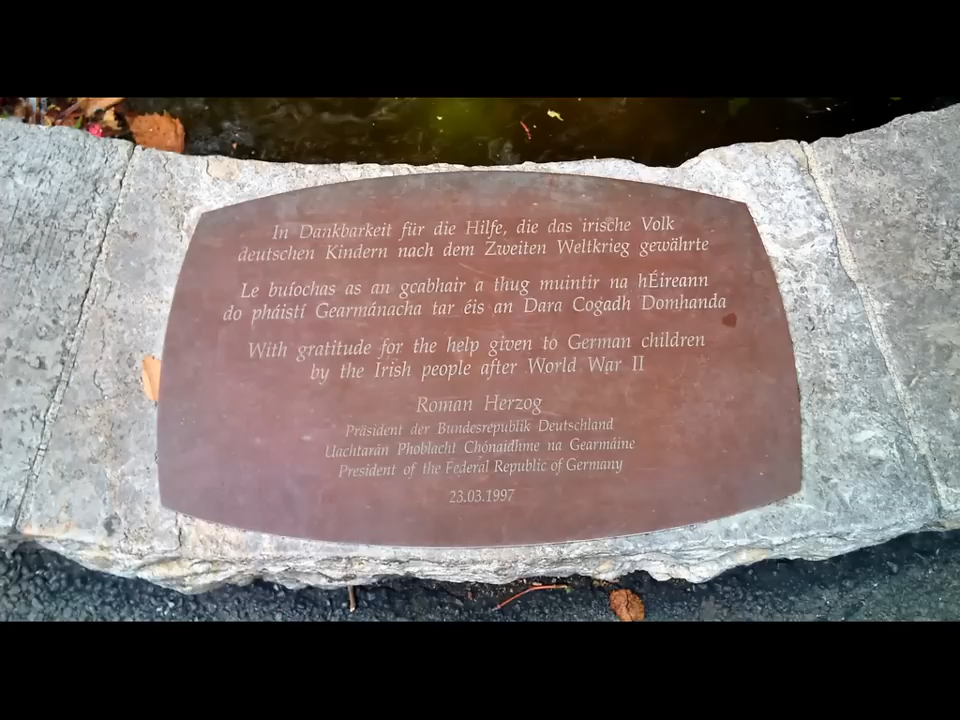 In Dankbarkeit für die Hilfe, die das irische Volk
deutschen Kindern nach dem Zweiten Weltkrieg gewährte
Le buíochas as an gcabhair a thug muintir na hÉireann
do pháistí Gearmánacha tar éis an Dara Cogadh Domhanda
With gratitude for the help given to German children
by the Irish people after World War II
Roman Herzog
Präsident der Bundesrepublik Deutschland
Uachtarán Phoblacht Chónaidhme na Gearmáine
President of the Federal Republic of Germany
23.03.1997